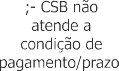 ;- CSB não
atende a
condição de
pagamento/prazo